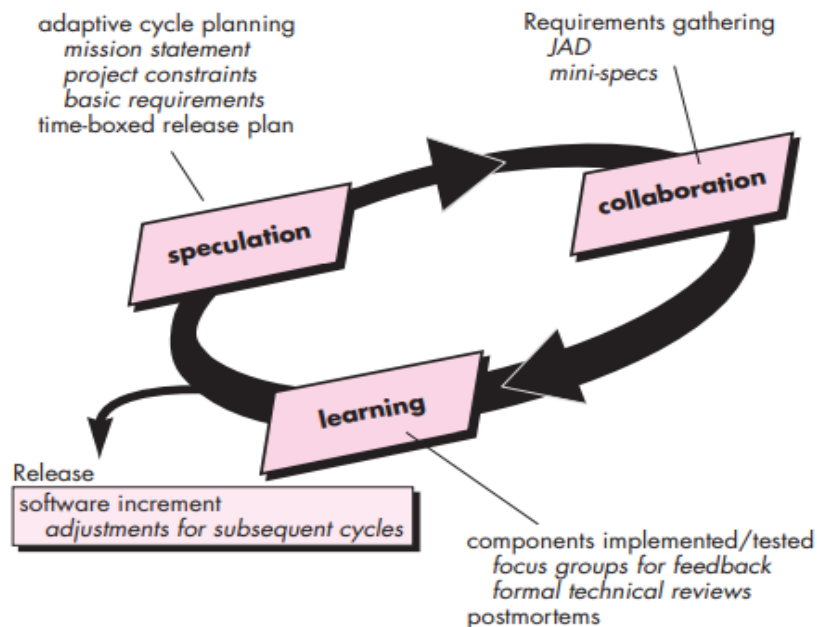 adaptive cycle planning
mission statement
project constraints
basic requirements
time-boxed release plan
Requirements gathering
JAD
mini-specs
speculation
collaboration
learning
Release
software increment
adjustments for subsequent cycles
components implemented/tested
focus groups for feedback
formal technical reviews
postmortems